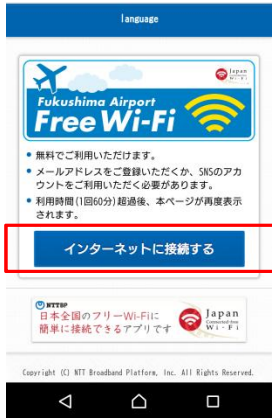 language
Japan
Connected-free
Wi-Fi
Fukushima Airport
Free Wi-Fi
● 無料でご利用いただけます。
● メールアドレスをご登録いただくか、SNSのアカ
ウントをご利用いただく必要があります。
● 利用時間(1回60分)超過後、本ページが再度表示
されます。
インターネットに接続する
NTTBP
日本全国のフリーWi-Fiに
簡単に接続できるアプリです
Japan
Connected-free
Wi-Fi
Copyright (C) NTT Broadband Platform, Inc. All Rights Reserved.